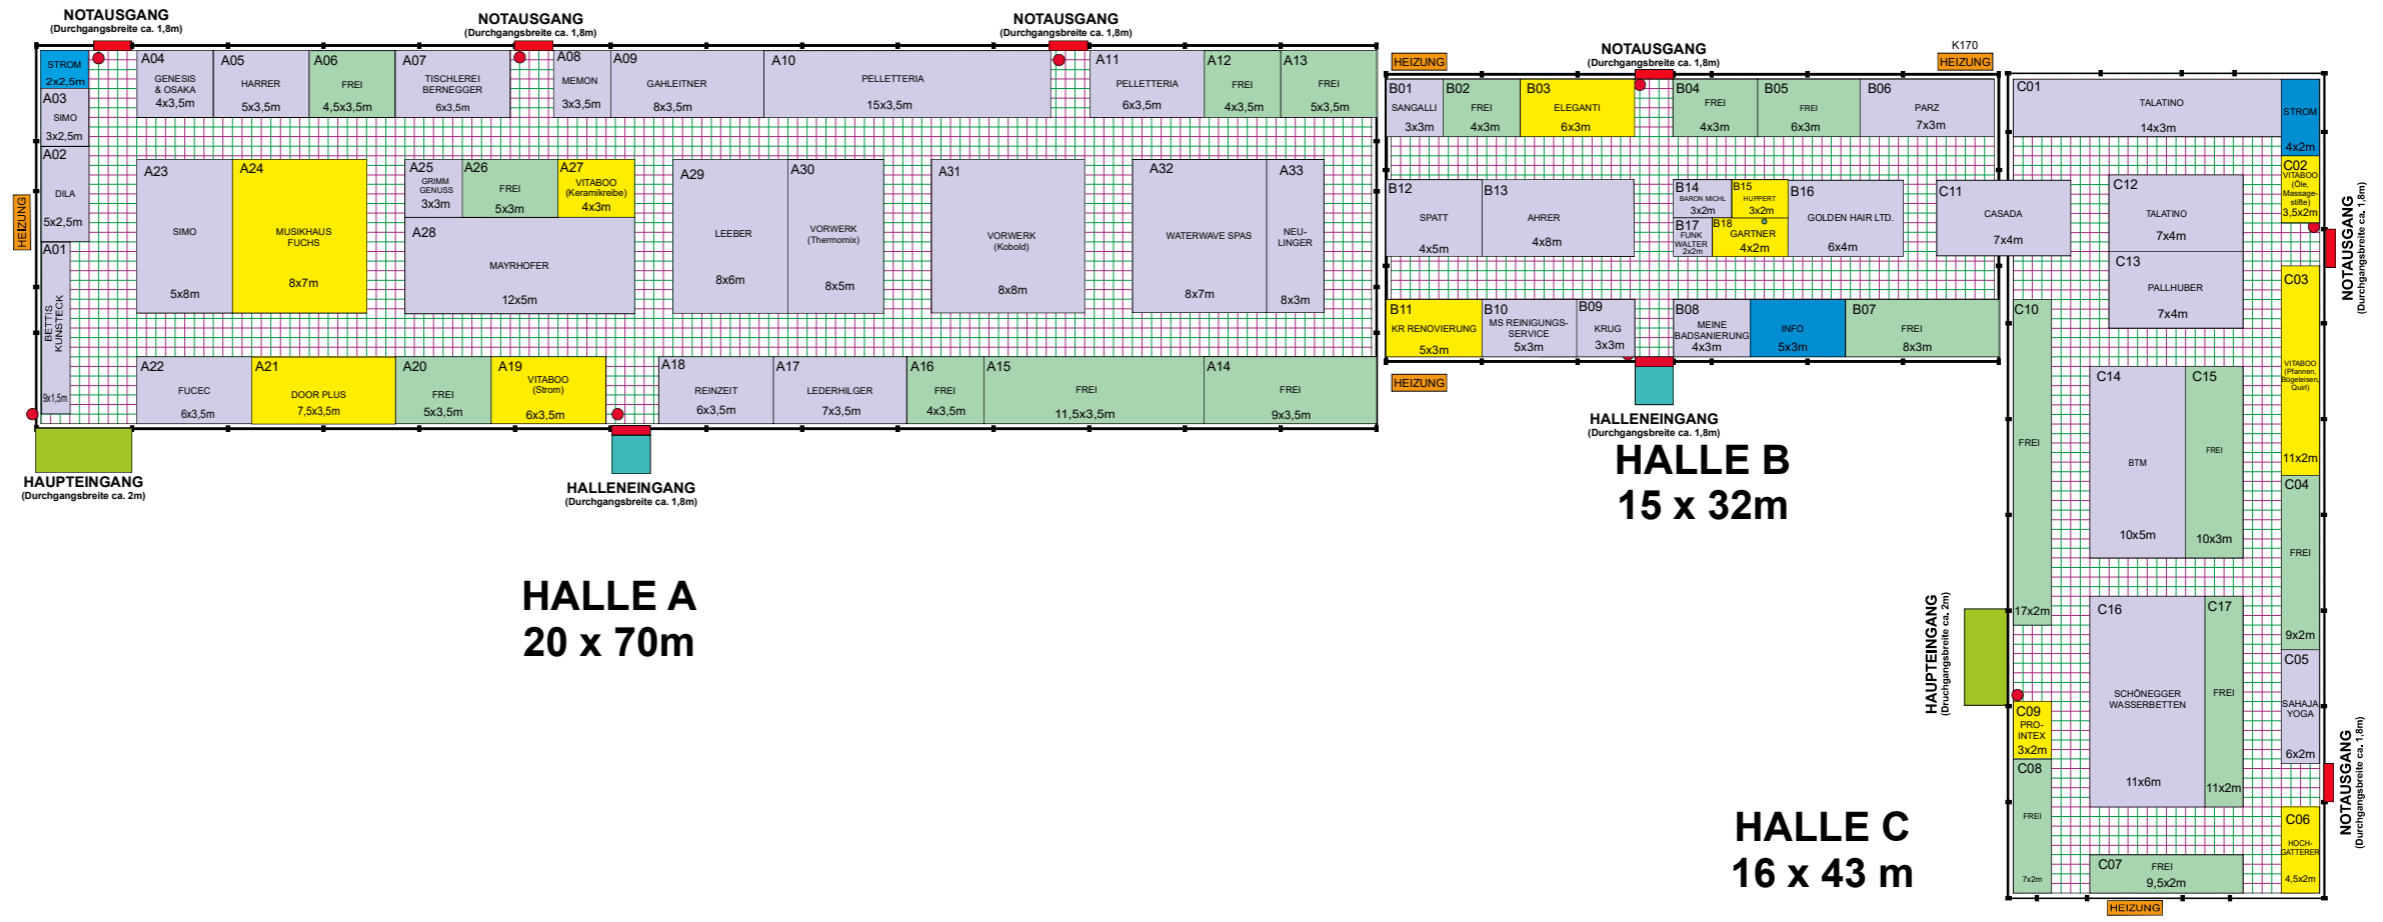 NOTAUSGANG
(Durchgangsbreite ca. 1,8m)
NOTAUSGANG
(Durchgangsbreite ca. 1,8m)
NOTAUSGANG
(Durchgangsbreite ca. 1,8m)
STROM
2x2,5m
A03
SIMO
3x2,5m
A02
DILA
5x2,5m
A01
BETTIS
KUNSTECK
9x1,5m
HEIZUNG
A04
GENESIS
& OSAKA
4x3,5m
A05
HARRER
5x3,5m
A06
FREI
4,5x3,5m
A07
TISCHLEREI
BERNEGGER
6x3,5m
A08
MEMON
3x3,5m
A09
GAHLEITNER
8x3,5m
A10
PELLETTERIA
15x3,5m
A11
PELLETTERIA
6x3,5m
A12
FREI
4x3,5m
A13
FREI
5x3,5m
A23
SIMO
5x8m
A24
MUSIKHAUS
FUCHS
8x7m
A25
GRIMM
GENUSS
3x3m
A26
FREI
5x3m
A27
VITABOO
(Keramikreibe)
4x3m
A28
MAYRHOFER
12x5m
A29
LEEBER
8x6m
A30
VORWERK
(Thermomix)
8x5m
A31
VORWERK
(Kobold)
8x8m
A32
WATERWAVE SPAS
8x7m
A33
NEU-
LINGER
8x3m
A22
FUCEC
6x3,5m
A21
DOOR PLUS
7,5x3,5m
A20
FREI
5x3,5m
A19
VITABOO
(Strom)
6x3,5m
A18
REINZEIT
6x3,5m
A17
LEDERHILGER
7x3,5m
A16
FREI
4x3,5m
A15
FREI
11,5x3,5m
A14
FREI
9x3,5m
HAUPTEINGANG
(Durchgangsbreite ca. 2m)
HALLENEINGANG
(Durchgangsbreite ca. 1,8m)
HALLE A
20 x 70m
HEIZUNG
NOTAUSGANG
(Durchgangsbreite ca. 1,8m)
K170
HEIZUNG
B01
SANGALLI
3x3m
B02
FREI
4x3m
B03
ELEGANTI
6x3m
B04
FREI
4x3m
B05
FREI
6x3m
B06
PARZ
7x3m
B12
SPATT
4x5m
B13
AHRER
4x8m
B14
BARON MICHL
3x2m
B15
HUPPERT
3x2m
B16
GOLDEN HAIR LTD.
6x4m
B17
FUNK
WALTER
2x2m
B18
GARTNER
4x2m
B11
KR RENOVIERUNG
5x3m
B10
MS REINIGUNGS-
SERVICE
5x3m
B09
KRUG
3x3m
B08
MEINE
BADSANIERUNG
4x3m
INFO
5x3m
B07
FREI
8x3m
HEIZUNG
HALLENEINGANG
(Durchgangsbreite ca. 1,8m)
HALLE B
15 x 32m
C01
TALATINO
14x3m
STROM
4x2m
C02
VITABOO
(Öle,
Massage-
stifte)
3,5x2m
C11
CASADA
7x4m
C12
TALATINO
7x4m
C13
PALLHUBER
7x4m
C03
VITABOO
(Pfannen,
Bügeleisen,
Quirl)
11x2m
NOTAUSGANG
(Durchgangsbreite ca. 1,8m)
C10
FREI
17x2m
C14
BTM
10x5m
C15
FREI
10x3m
C04
FREI
9x2m
HAUPTEINGANG
(Druchgangsbreite ca. 2m)
C16
SCHÖNEGGER
WASSERBETTEN
11x6m
C17
FREI
11x2m
C05
SAHAJA
YOGA
6x2m
C09
PRO-
INTEX
3x2m
C08
FREI
7x2m
C07
FREI
9,5x2m
C06
HOCH-
GATTERER
4,5x2m
NOTAUSGANG
(Durchgangsbreite ca. 1,8m)
HEIZUNG
HALLE C
16 x 43 m